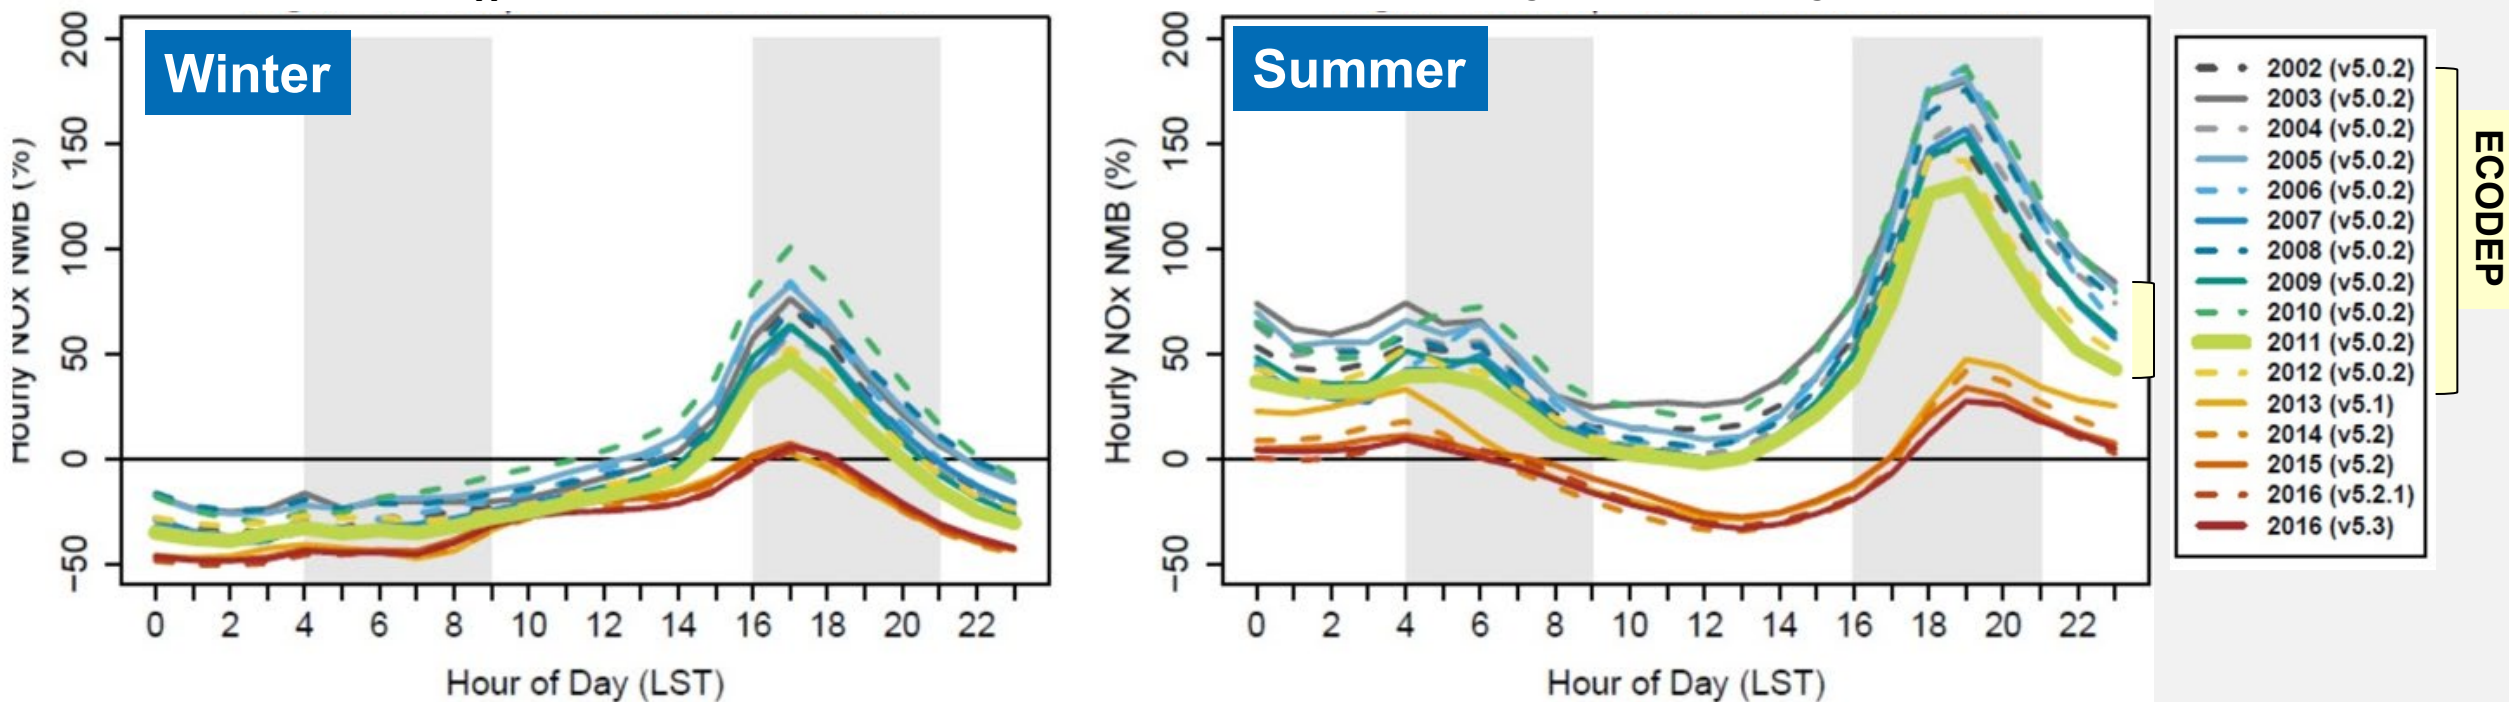 Winter
Hourly NOx NMB (%)
200
150
100
50
0
−50
0 2 4 6 8 10 12 14 16 18 20 22
Hour of Day (LST)
Summer
Hourly NOx NMB (%)
200
150
100
50
0
−50
0 2 4 6 8 10 12 14 16 18 20 22
Hour of Day (LST)
2002 (v5.0.2)
2003 (v5.0.2)
2004 (v5.0.2)
2005 (v5.0.2)
2006 (v5.0.2)
2007 (v5.0.2)
2008 (v5.0.2)
2009 (v5.0.2)
2010 (v5.0.2)
2011 (v5.0.2)
2012 (v5.0.2)
2013 (v5.1)
2014 (v5.2)
2015 (v5.2)
2016 (v5.2.1)
2016 (v5.3)
ECODEP